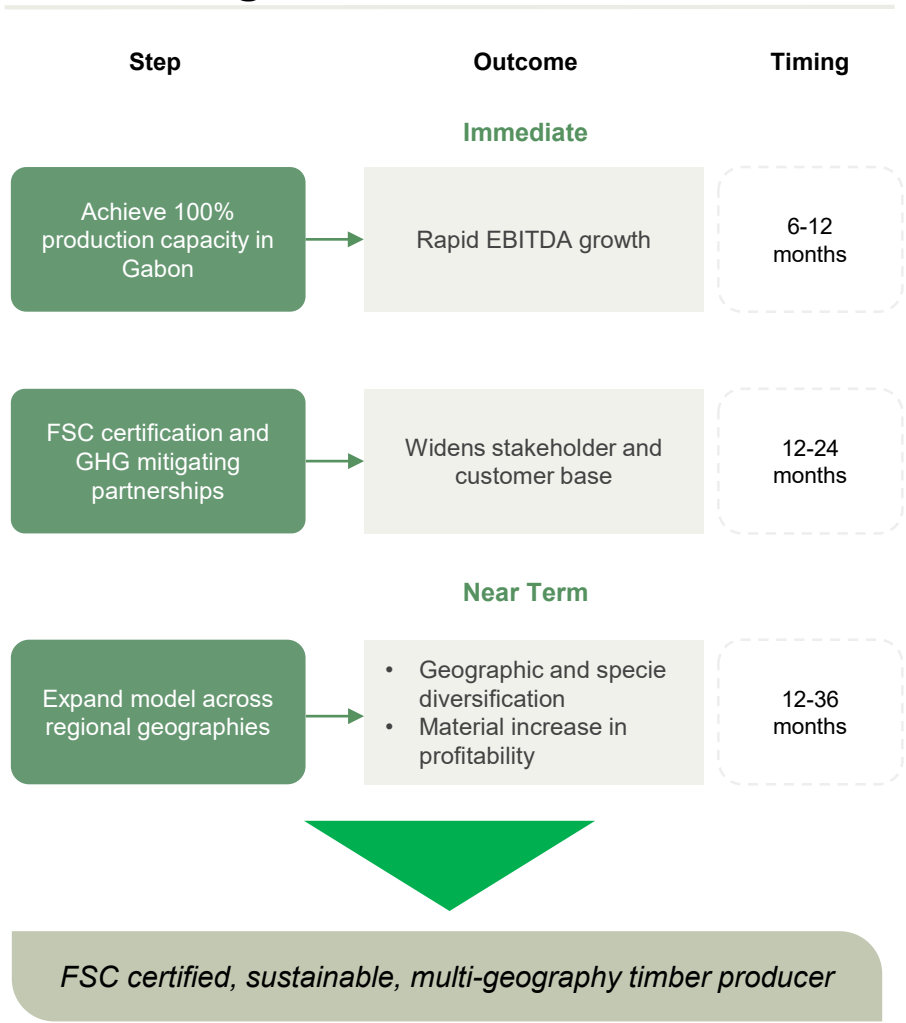 Step Outcome Timing
Immediate
Achieve 100%
production capacity in
Gabon
Rapid EBITDA growth
6-12
months
FSC certification and
GHG mitigating
partnerships
Widens stakeholder and
customer base
12-24
months
Near Term
Expand model across
regional geographies
• Geographic and specie
diversification
• Material increase in
profitability
12-36
months
FSC certified, sustainable, multi-geography timber producer